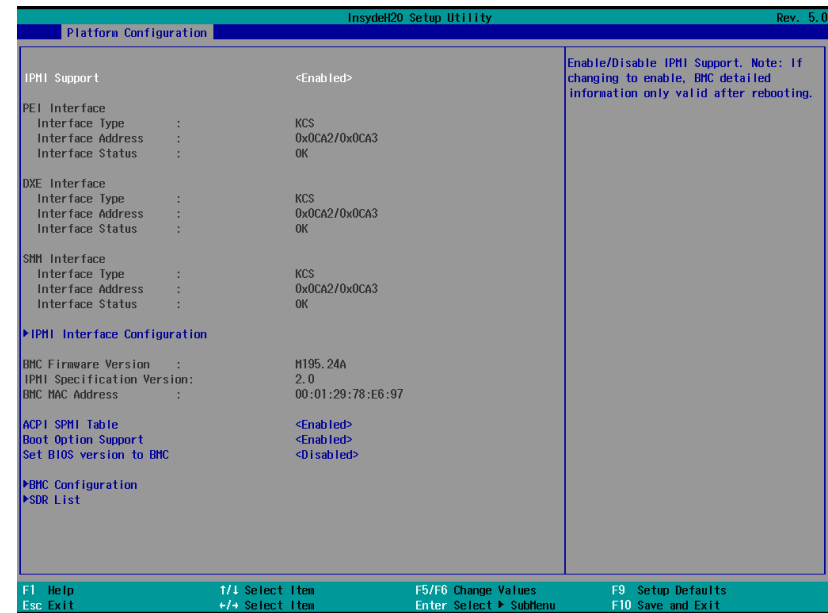 InsydeH20 Setup Utility Rev. 5.0
Platform Configuration
IPMI Support <Enabled>
PEI Interface
Interface Type : KCS
Interface Address : 0x0CA2/0x0CA3
Interface Status : OK
DXE Interface
Interface Type : KCS
Interface Address : 0x0CA2/0x0CA3
Interface Status : OK
SMM Interface
Interface Type : KCS
Interface Address : 0x0CA2/0x0CA3
Interface Status : OK
▶IPMI Interface Configuration
BMC Firmware Version : M195.24A
IPMI Specification Version: 2.0
BMC MAC Address : 00:01:29:78:E6:97
ACPI SPMI Table <Enabled>
Boot Option Support <Enabled>
Set BIOS version to BMC <Disabled>
▶BMC Configuration
▶SDR List
Enable/Disable IPMI Support. Note: If
changing to enable, BMC detailed
information only valid after rebooting.
F1 Help ↑/↓ Select Item F5/F6 Change Values F9 Setup Defaults
Esc Exit ←/→ Select Item Enter Select ▶ SubMenu F10 Save and Exit